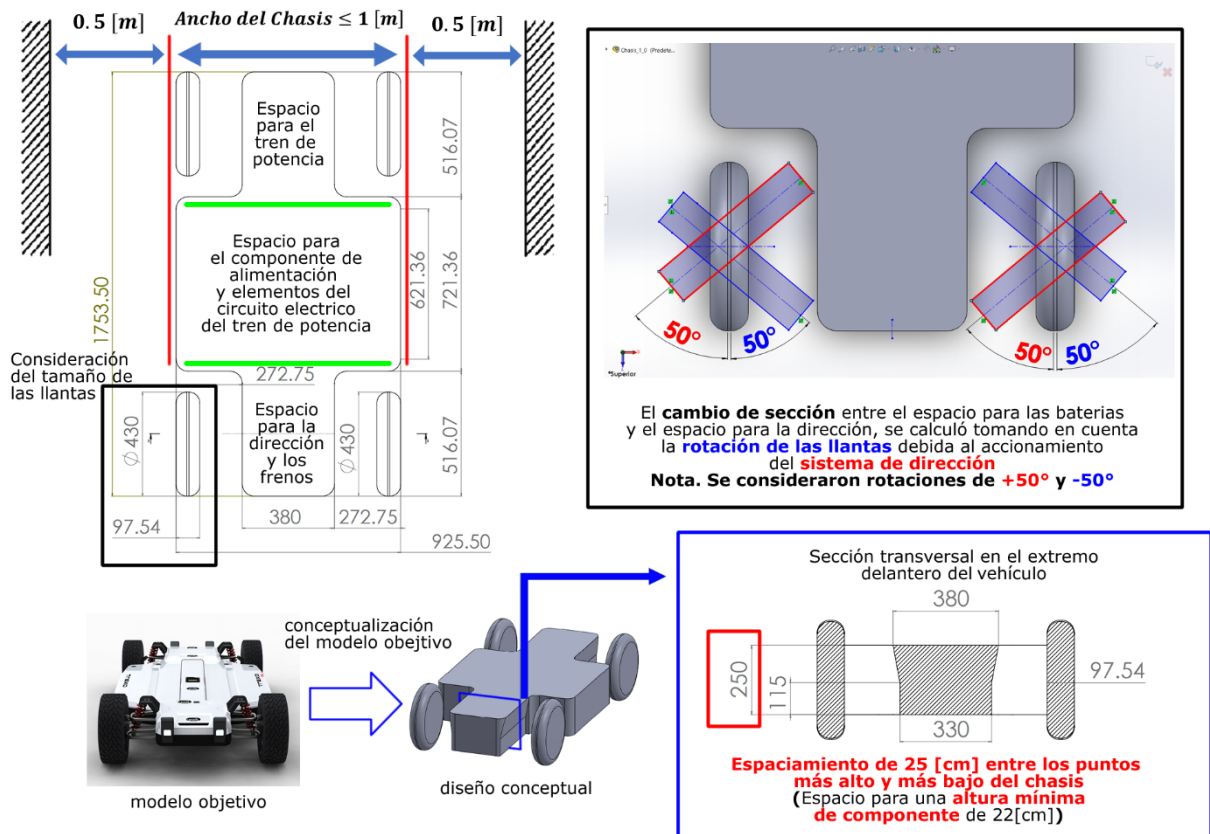 0.5 [m]
Ancho del Chasis ≤ 1 [m]
0.5 [m]
Espacio
para el
tren de
potencia
516.07
Espacio para
el componente de
alimentación
y elementos del
circuito electrico
del tren de potencia
621.36
721.36
1753.50
Consideración
del tamaño de
las llantas
272.75
Espacio
para la
dirección
y los
frenos
∅ 430
∅ 430
516.07
97.54
380
272.75
925.50
Chasis_1_0 (Predete...
50°
50°
50°
50°
*Superior
El cambio de sección entre el espacio para las baterias
y el espacio para la dirección, se calculó tomando en cuenta
la rotación de las llantas debida al accionamiento
del sistema de dirección
Nota. Se consideraron rotaciones de +50° y -50°
modelo objetivo
conceptualización
del modelo obejtivo
diseño conceptual
Sección transversal en el extremo
delantero del vehículo
380
250
115
97.54
330
Espaciamiento de 25 [cm] entre los puntos
más alto y más bajo del chasis
(Espacio para una altura mínima
de componente de 22[cm])